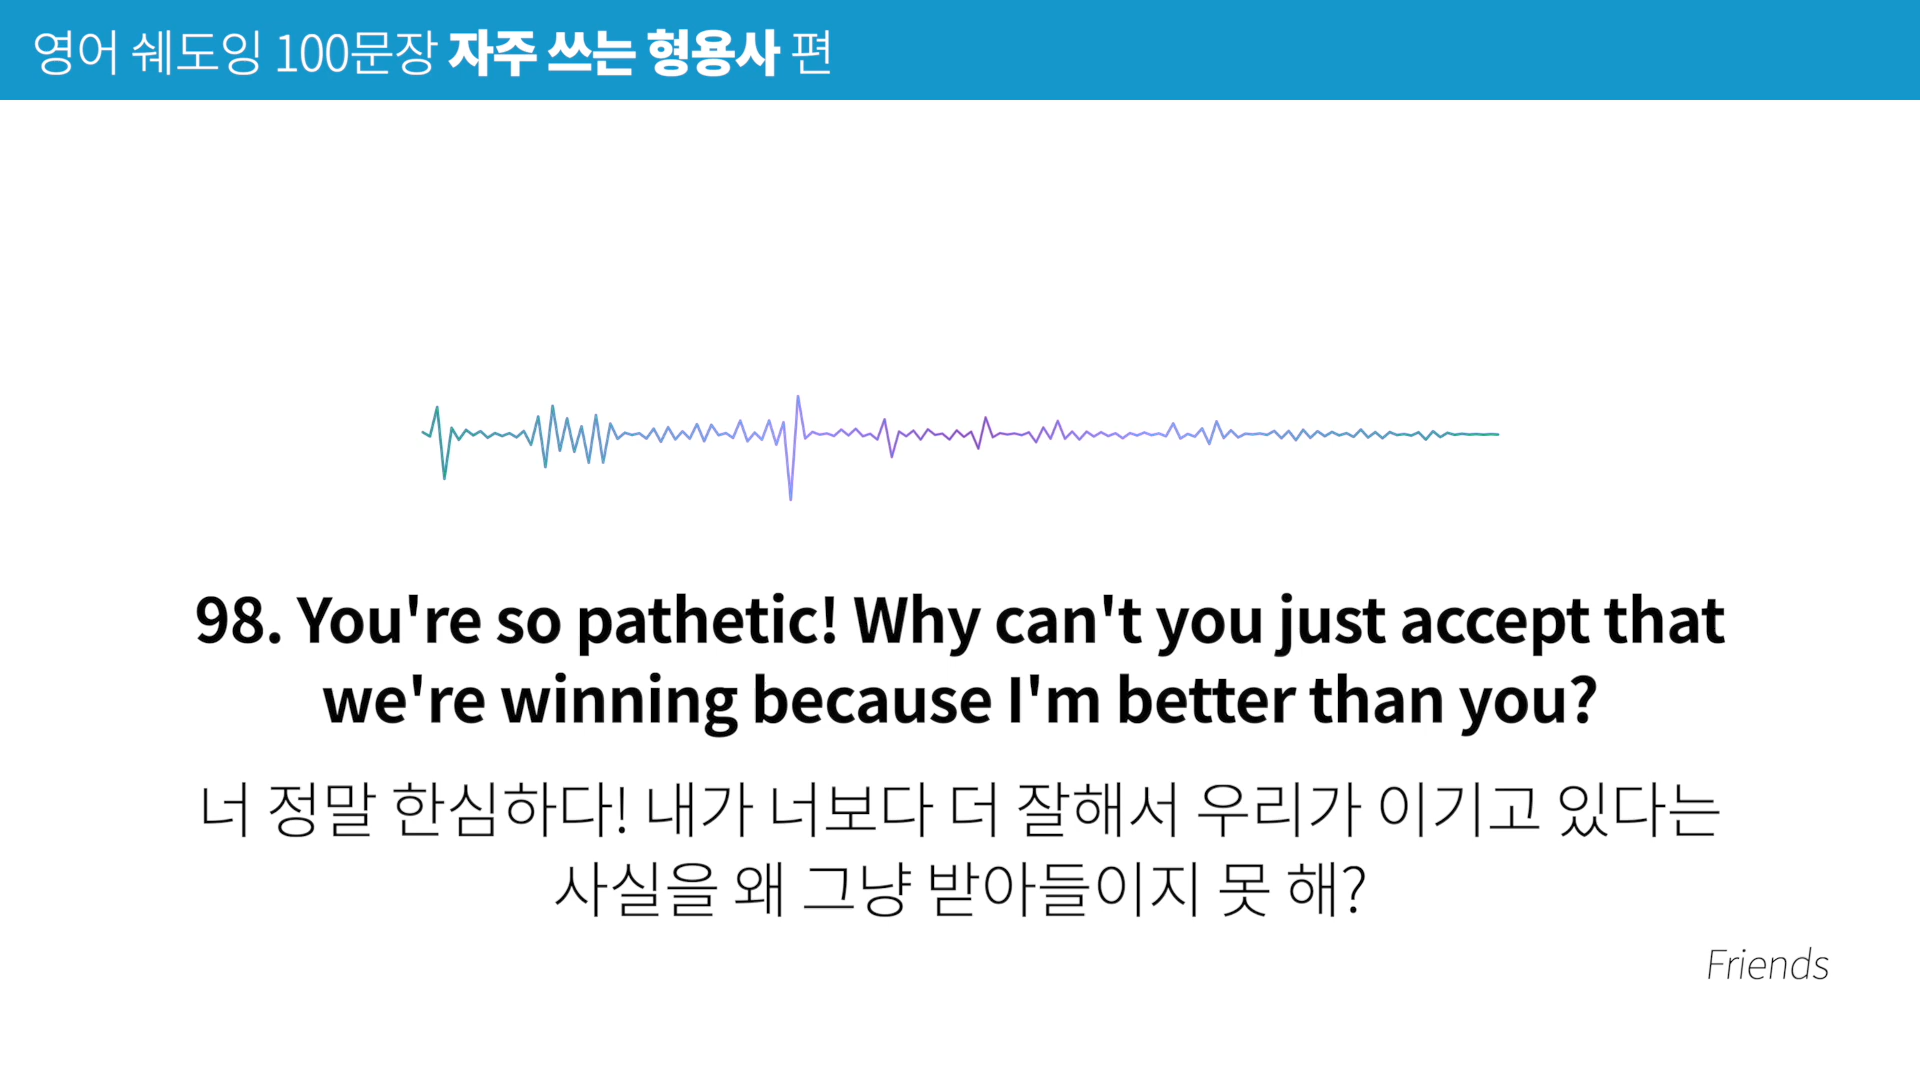 영어 쉐도잉 100문장 자주 쓰는 형용사 편
98. You're so pathetic! Why can't you just accept that
we're winning because I'm better than you?
너 정말 한심하다! 내가 너보다 더 잘해서 우리가 이기고 있다는
사실을 왜 그냥 받아들이지 못 해?
Friends